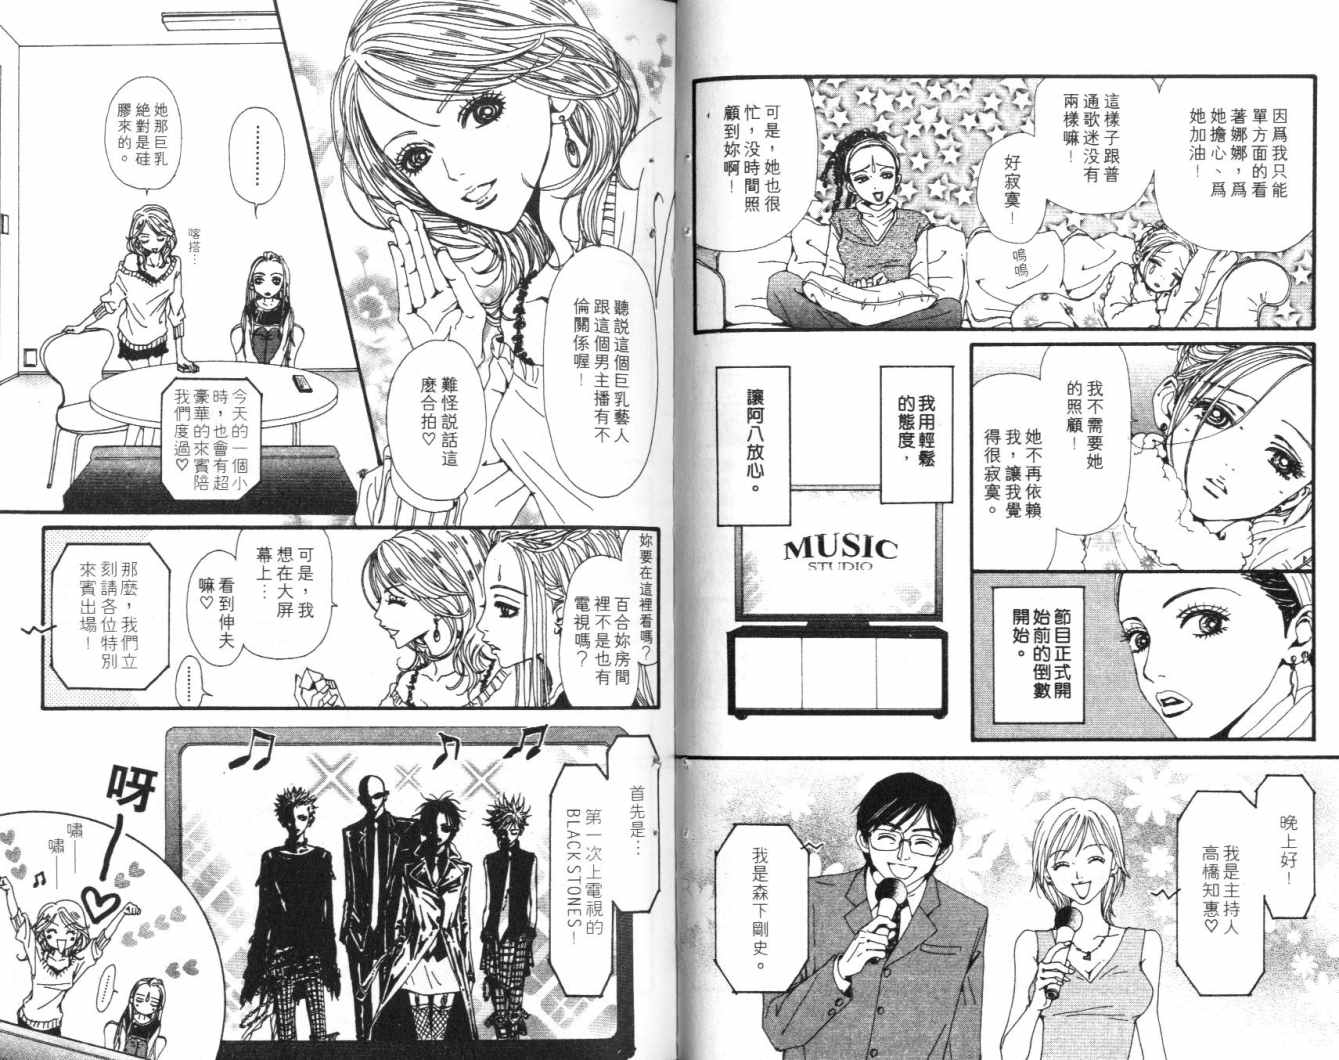 因爲我只能
單方面的看
著娜娜，爲
她擔心、爲
她加油！
這樣子跟普
通歌迷沒有
兩樣嘛！
好寂寞！
嗚
嗚
可是，她也很
忙，沒時間照
顧到妳啊！
我不需要她
的照顧！
她不再依賴
我，讓我覺
得很寂寞。
我用輕鬆
的態度，
讓阿八放心。
MUSIC
STUDIO
節目正式開
始前的倒數
開始。
晚上好！
我是主持人
高橋知惠♡
我是森下剛史。
聽說這個巨乳藝人
跟這個男主播有不
倫關係喔！
難怪說話這
麼合拍♡
…………
她那巨乳
絕對是硅
膠來的。
喀
搭…
今天的一個小
時，也會有超
豪華的來賓陪
我們度過♡
妳要在這裡看嗎？
百合妳房間
裡不是也有
電視嗎？
可是，我
想在大屏
幕上…
看到伸夫
嘛♡
………
那麼，我們立
刻請各位特別
來賓出場！
首先是…
第一次上電視的
BLACKSTONES！
呀—
嘯—
嘯—
……